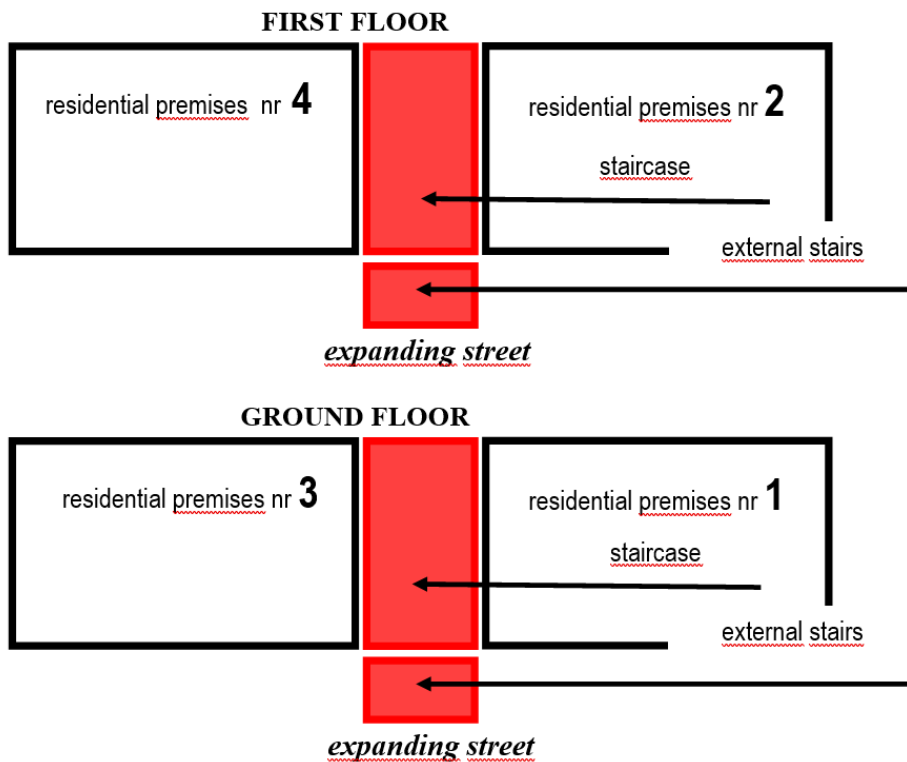 FIRST FLOOR
residential premises nr 4
residential premises nr 2
staircase
external stairs
expanding street
GROUND FLOOR
residential premises nr 3
residential premises nr 1
staircase
external stairs
expanding street